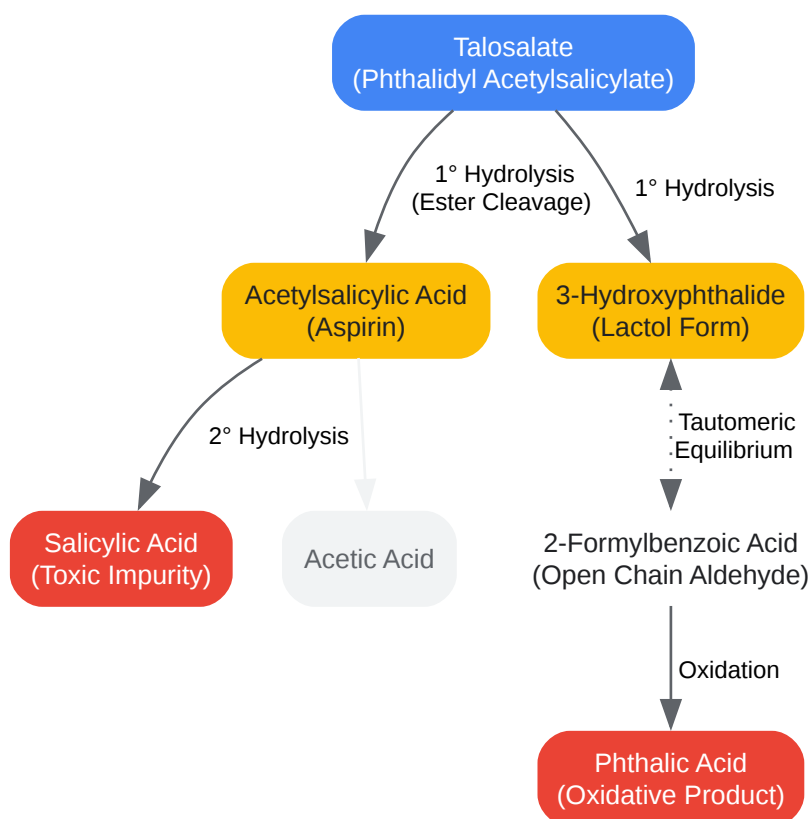 Talosalate
(Phthalidyl Acetylsalicylate)
1° Hydrolysis
(Ester Cleavage)
1° Hydrolysis
Acetylsalicylic Acid
(Aspirin)
3-Hydroxyphthalide
(Lactol Form)
2° Hydrolysis
Tautomeric
Equilibrium
Salicylic Acid
(Toxic Impurity)
Acetic Acid
2-Formylbenzoic Acid
(Open Chain Aldehyde)
Oxidation
Phthalic Acid
(Oxidative Product)